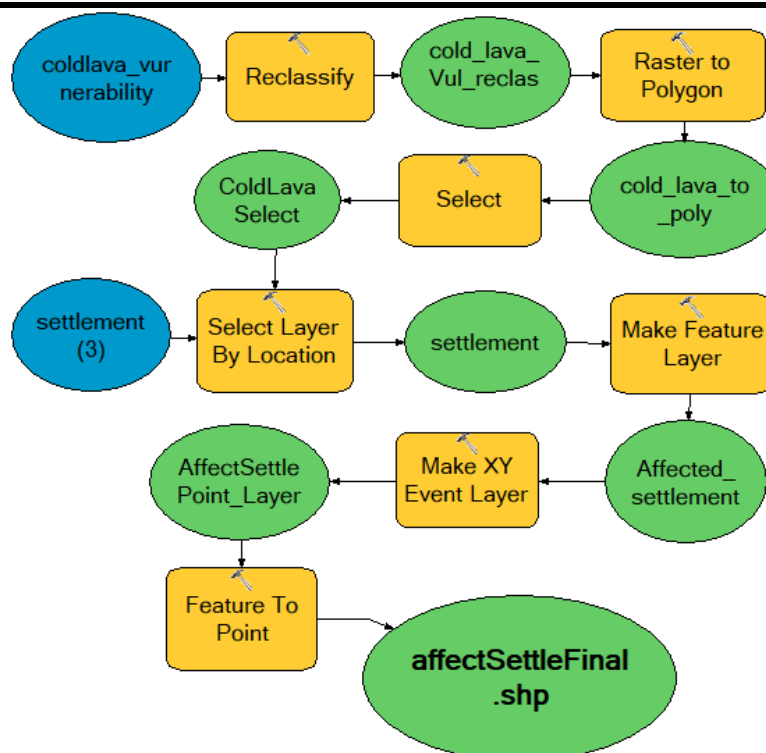 coldlava_vur
nerability
Reclassify
cold_lava_
Vul_reclas
Raster to
Polygon
ColdLava
Select
Select
cold_lava_to
_poly
settlement
(3)
Select Layer
By Location
settlement
Make Feature
Layer
AffectSettle
Point_Layer
Make XY
Event Layer
Affected_
settlement
Feature To
Point
affectSettleFinal
.shp